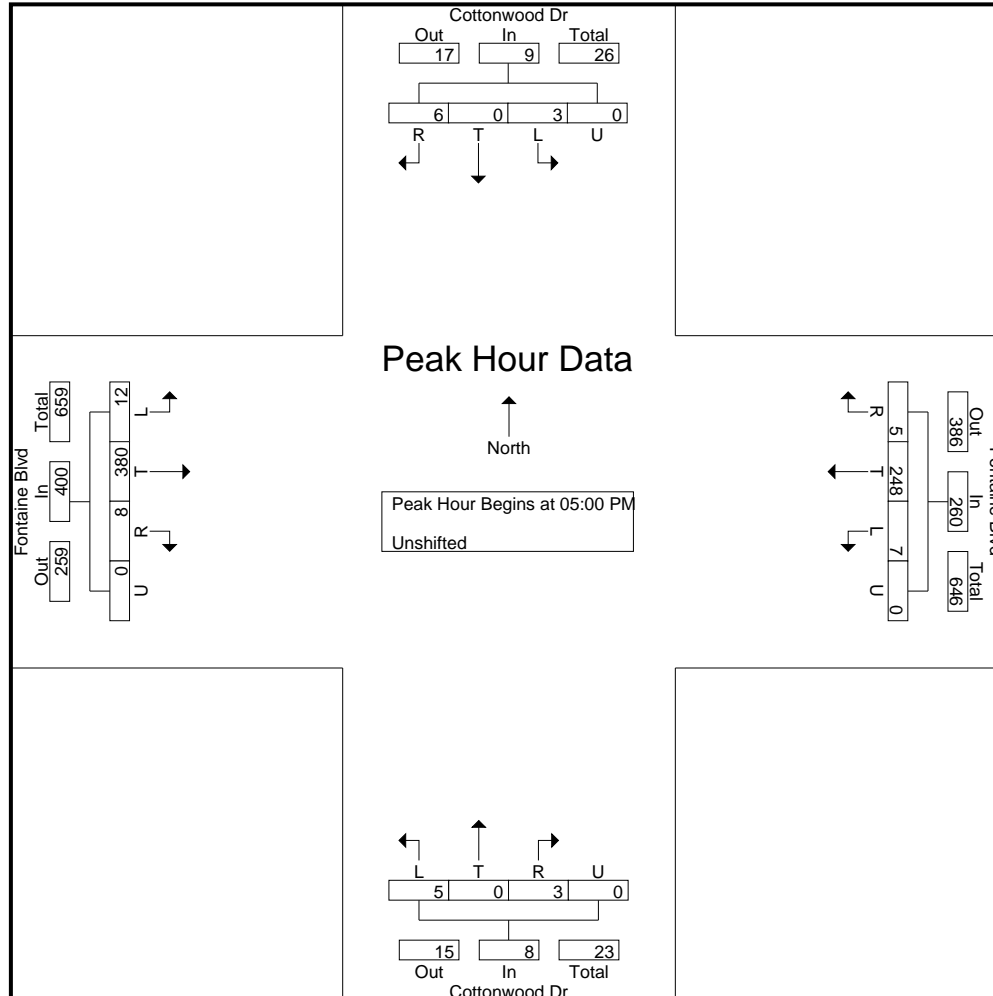 Cottonwood Dr
Out In Total
17 9 26
6 0 3 0
R T L U
Peak Hour Data
North
Peak Hour Begins at 05:00 PM
Unshifted
Fontaine Blvd
Total In Out
659 400 259
12 380 8 0
L T R U
Out In Total
386 260 646
5 248 7 0
R T L U
L T R U
5 0 3 0
15 8 23
Out In Total
Cottonwood Dr